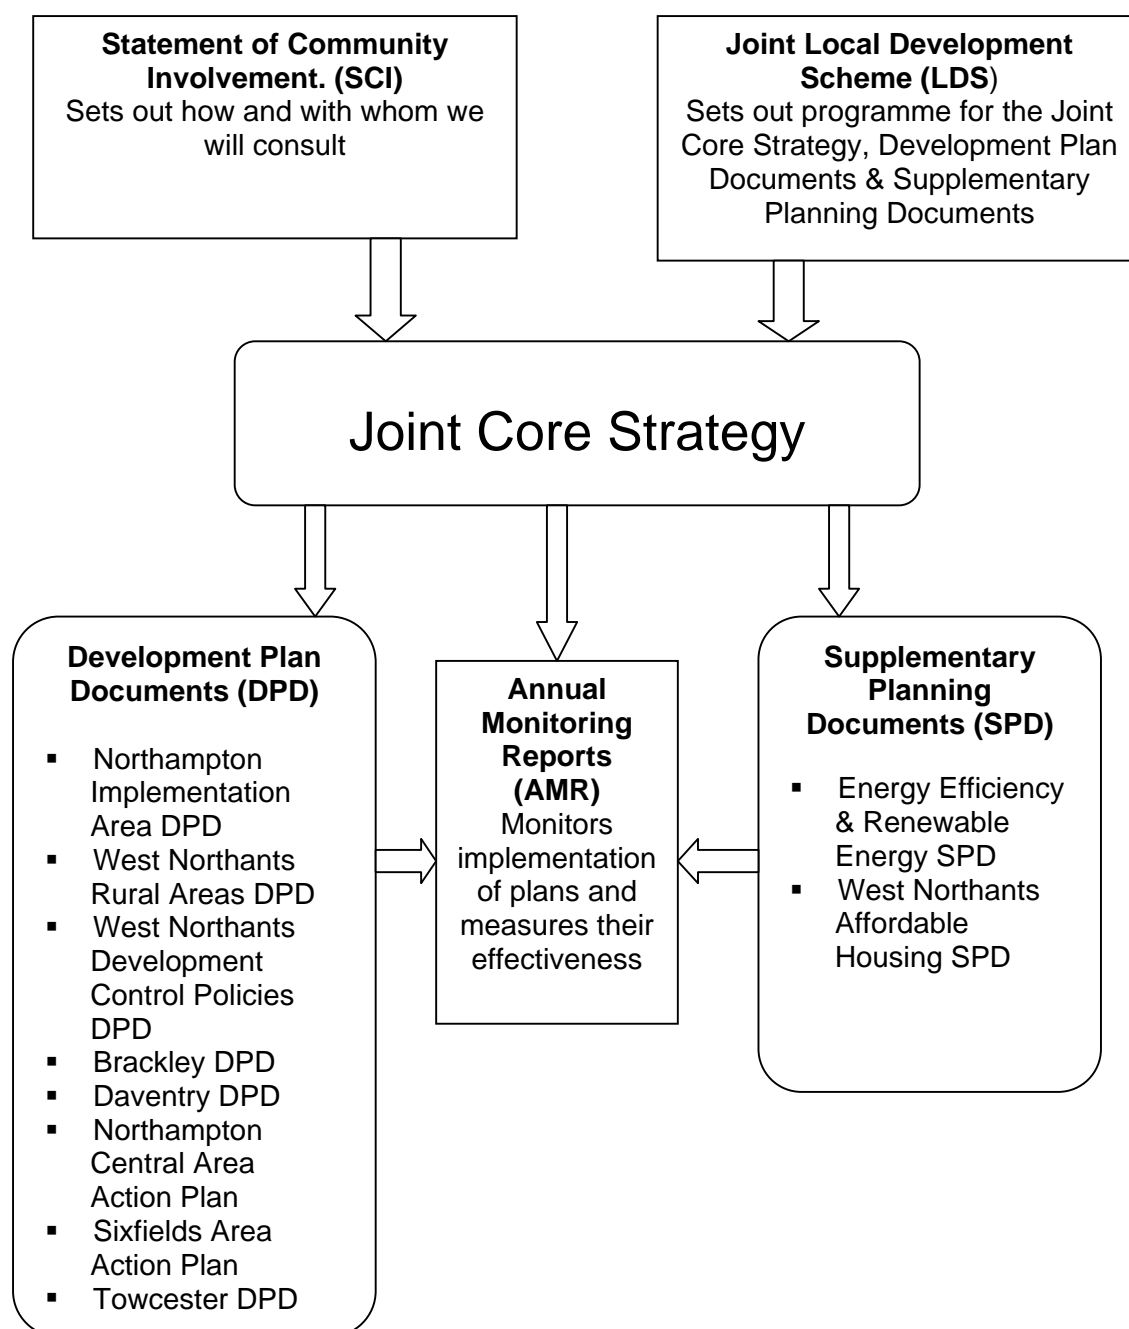 Statement of Community
Involvement. (SCI)
Sets out how and with whom we
will consult
Joint Local Development
Scheme (LDS)
Sets out programme for the Joint
Core Strategy, Development Plan
Documents & Supplementary
Planning Documents
Joint Core Strategy
Development Plan
Documents (DPD)
▪ Northampton
Implementation
Area DPD
▪ West Northants
Rural Areas DPD
▪ West Northants
Development
Control Policies
DPD
▪ Brackley DPD
▪ Daventry DPD
▪ Northampton
Central Area
Action Plan
▪ Sixfields Area
Action Plan
▪ Towcester DPD
Annual
Monitoring
Reports
(AMR)
Monitors
implementation
of plans and
measures their
effectiveness
Supplementary
Planning
Documents (SPD)
▪ Energy Efficiency
& Renewable
Energy SPD
▪ West Northants
Affordable
Housing SPD